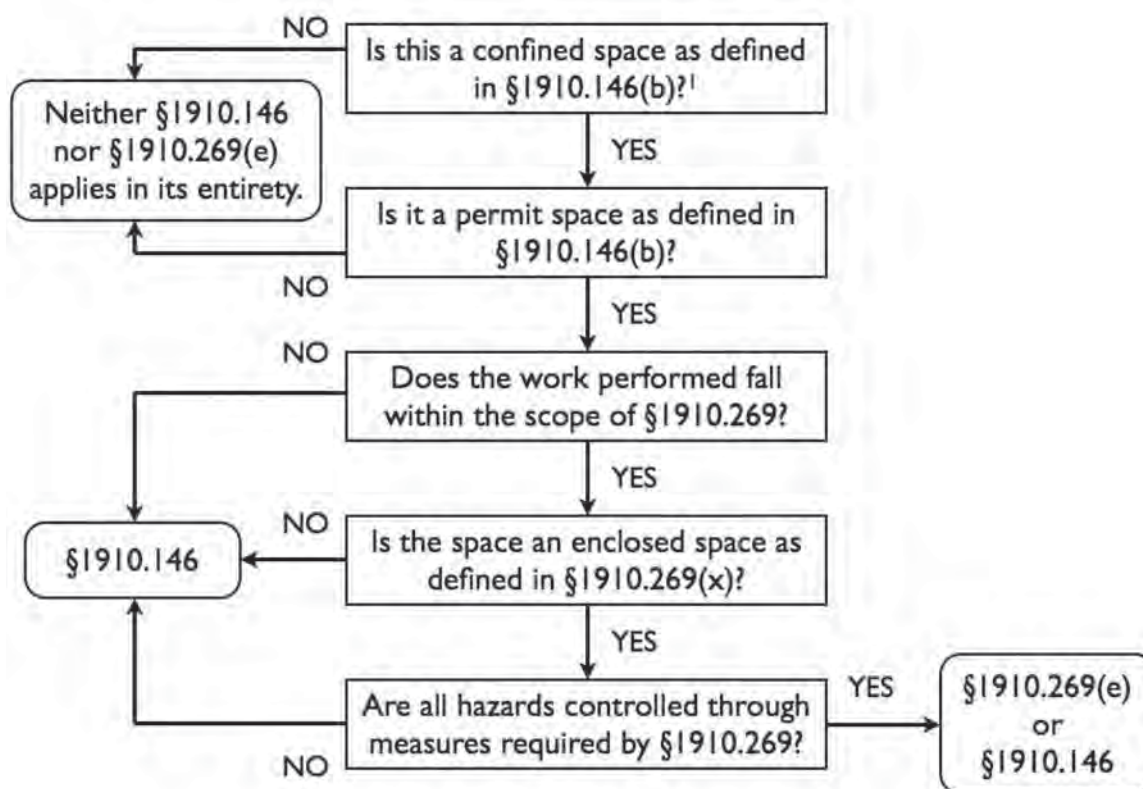 NO
Is this a confined space as defined
in §1910.146(b)?¹
Neither §1910.146
nor §1910.269(e)
applies in its entirety.
YES
Is it a permit space as defined in
§1910.146(b)?
NO
YES
NO
Does the work performed fall
within the scope of §1910.269?
YES
NO
§1910.146
Is the space an enclosed space as
defined in §1910.269(x)?
YES
Are all hazards controlled through
measures required by §1910.269?
NO
YES
§1910.269(e)
or
§1910.146